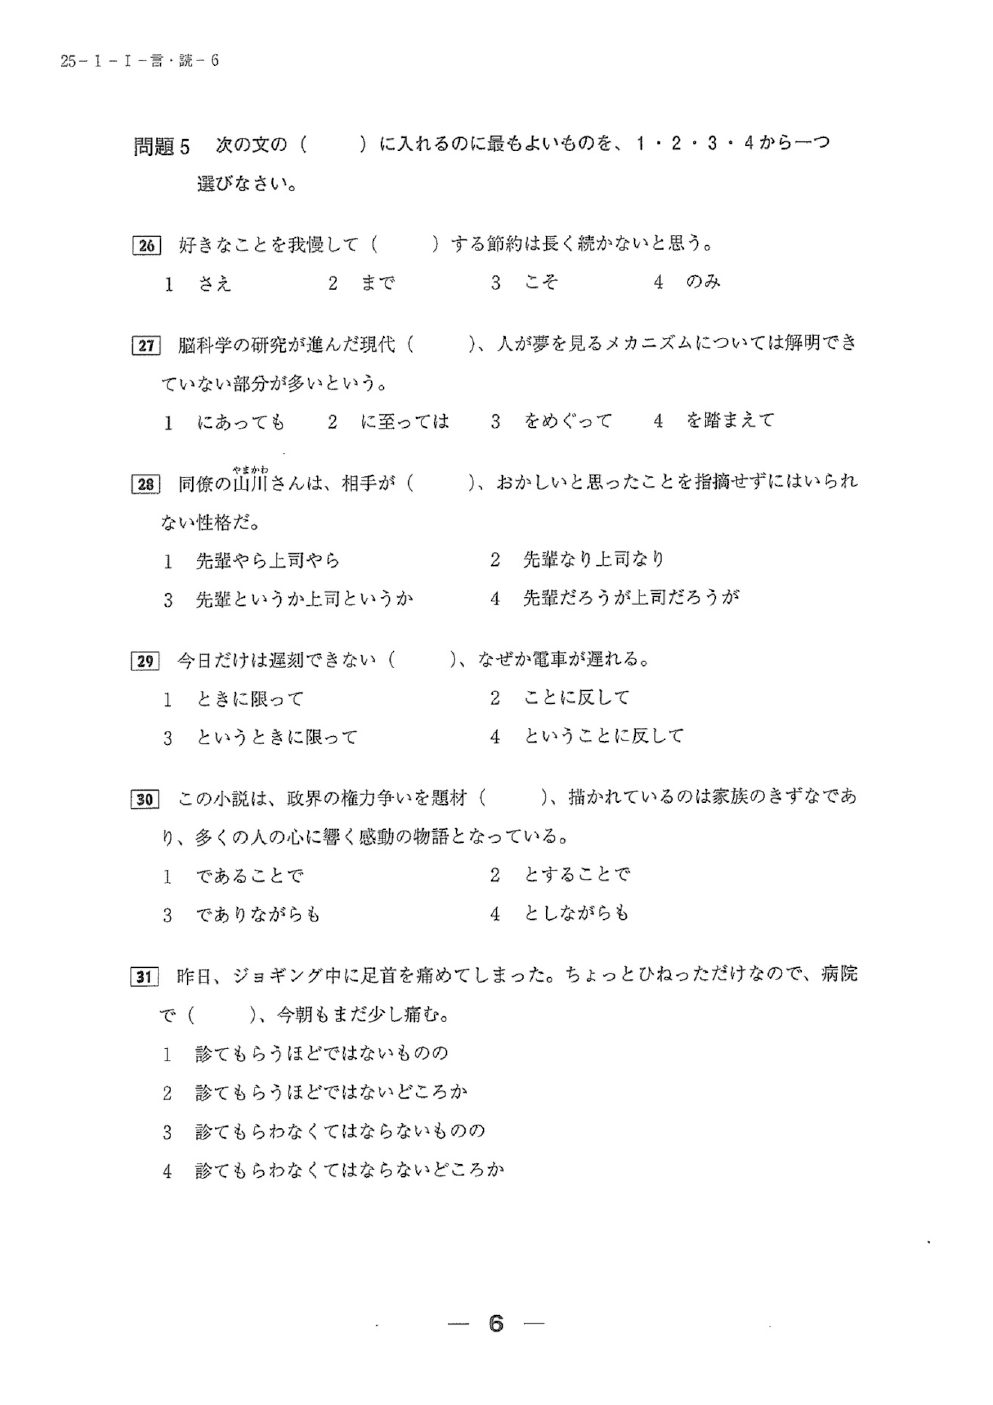 25－1－I－言・読－6
問題5　次の文の（　　　）に入れるのに最もよいものを、1・2・3・4から一つ
選びなさい。
26　好きなことを我慢して（　　　）する節約は長く続かないと思う。
1　さえ　2　まで　3　こそ　4　のみ
27　脳科学の研究が進んだ現代（　　　）、人が夢を見るメカニズムについては解明でき
ていない部分が多いという。
1　にあっても　2　に至っては　3　をめぐって　4　を踏まえて
やまかわ
28　同僚の山川さんは、相手が（　　　）、おかしいと思ったことを指摘せずにはいられ
ない性格だ。
1　先輩やら上司やら　2　先輩なり上司なり
3　先輩というか上司というか　4　先輩だろうが上司だろうが
29　今日だけは遅刻できない（　　　）、なぜか電車が遅れる。
1　ときに限って　2　ことに反して
3　というときに限って　4　ということに反して
30　この小説は、政界の権力争いを題材（　　　）、描かれているのは家族のきずなであ
り、多くの人の心に響く感動の物語となっている。
1　であることで　2　とすることで
3　でありながらも　4　としながらも
31　昨日、ジョギング中に足首を痛めてしまった。ちょっとひねっただけなので、病院
で（　　　）、今朝もまだ少し痛む。
1　診てもらうほどではないものの
2　診てもらうほどではないどころか
3　診てもらわなくてはならないものの
4　診てもらわなくてはならないどころか
― 6 ―